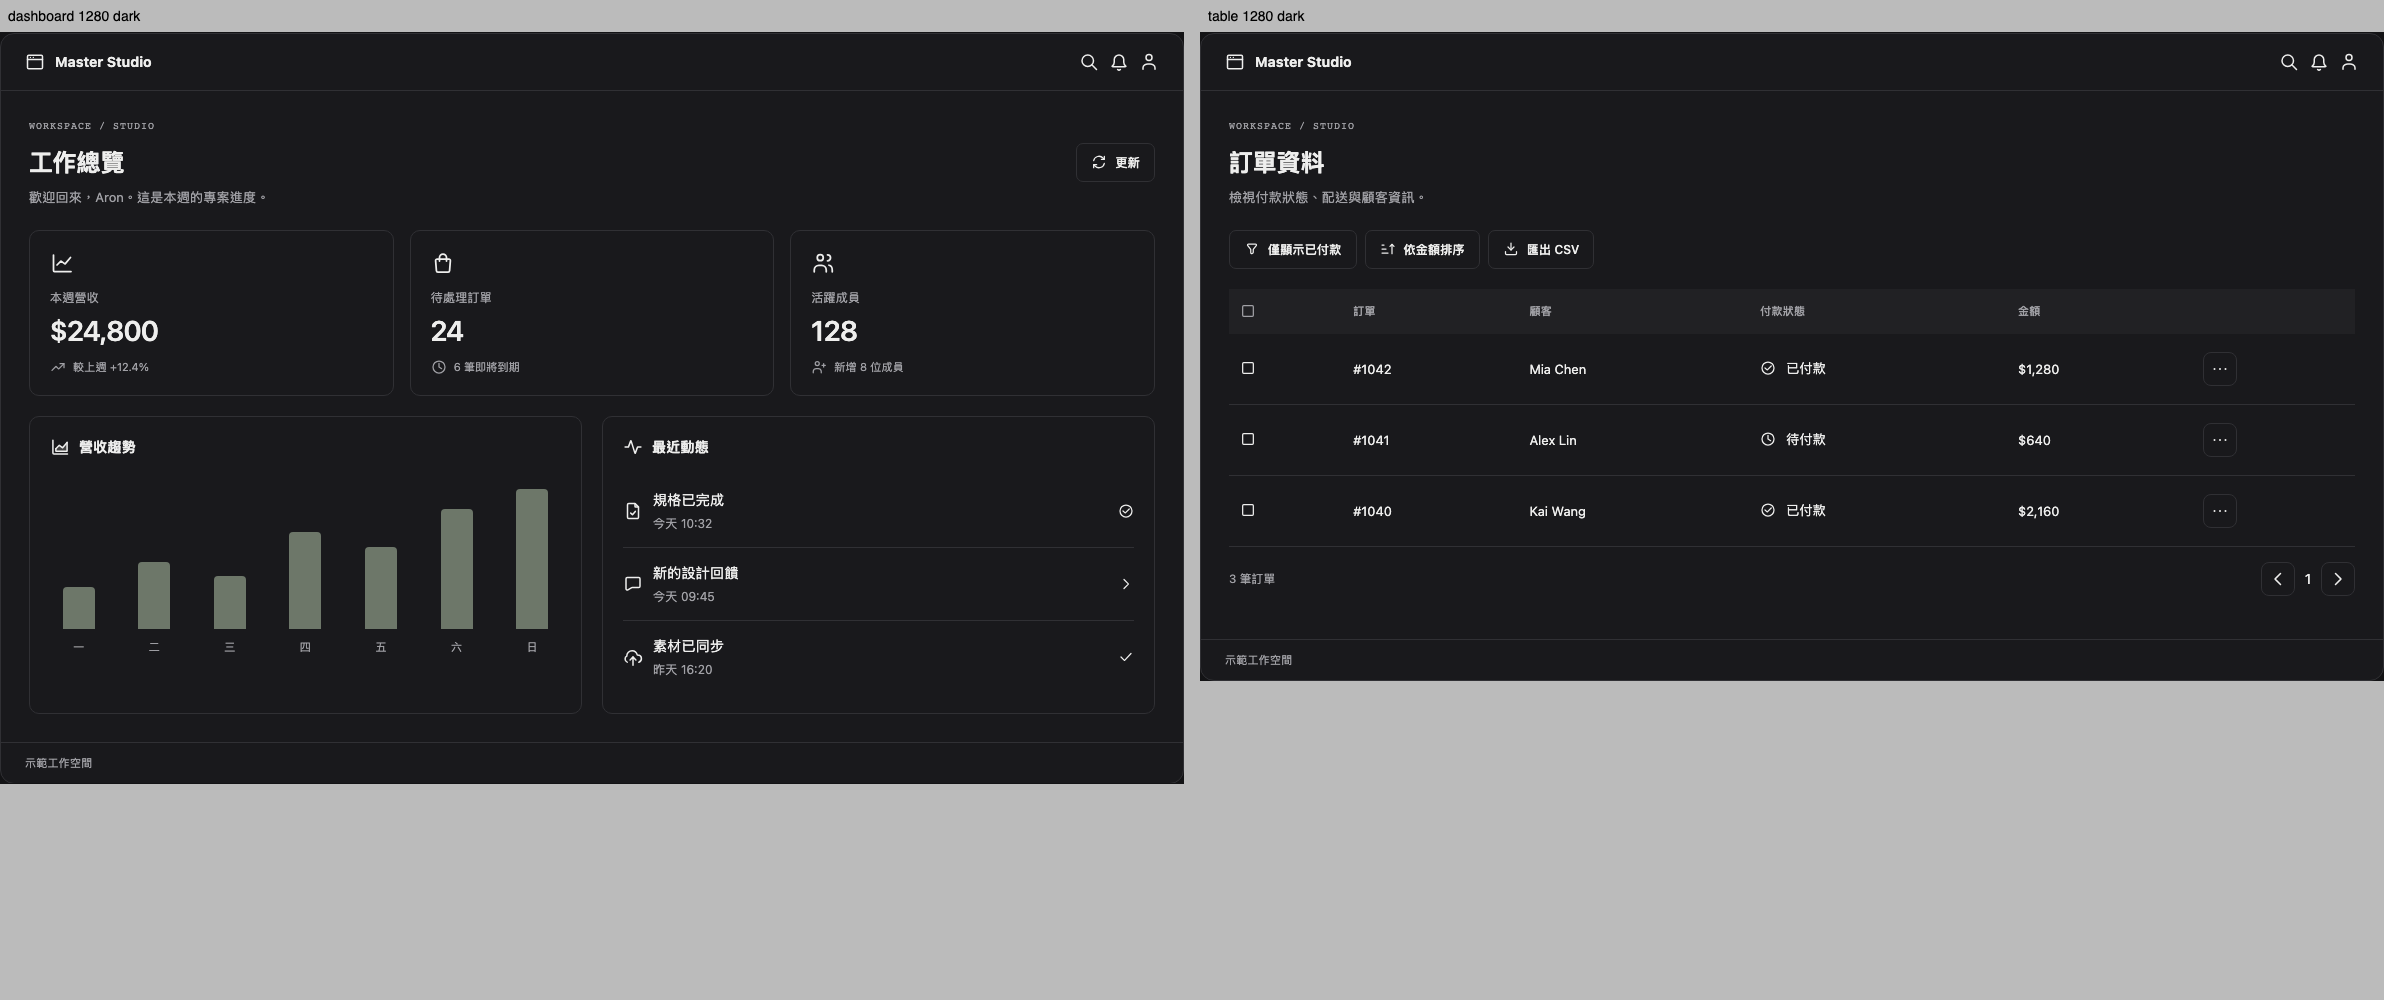 dashboard 1280 dark
Master Studio
WORKSPACE / STUDIO
工作總覽
歡迎回來，Aron。這是本週的專案進度。
更新
本週營收
$24,800
較上週 +12.4%
待處理訂單
24
6 筆即將到期
活躍成員
128
新增 8 位成員
營收趨勢
一 二 三 四 五 六 日
最近動態
規格已完成
今天 10:32
新的設計回饋
今天 09:45
素材已同步
昨天 16:20
示範工作空間
table 1280 dark
Master Studio
WORKSPACE / STUDIO
訂單資料
檢視付款狀態、配送與顧客資訊。
僅顯示已付款 依金額排序 匯出 CSV
訂單 顧客 付款狀態 金額
#1042 Mia Chen 已付款 $1,280 ···
#1041 Alex Lin 待付款 $640 ···
#1040 Kai Wang 已付款 $2,160 ···
3 筆訂單 1
示範工作空間